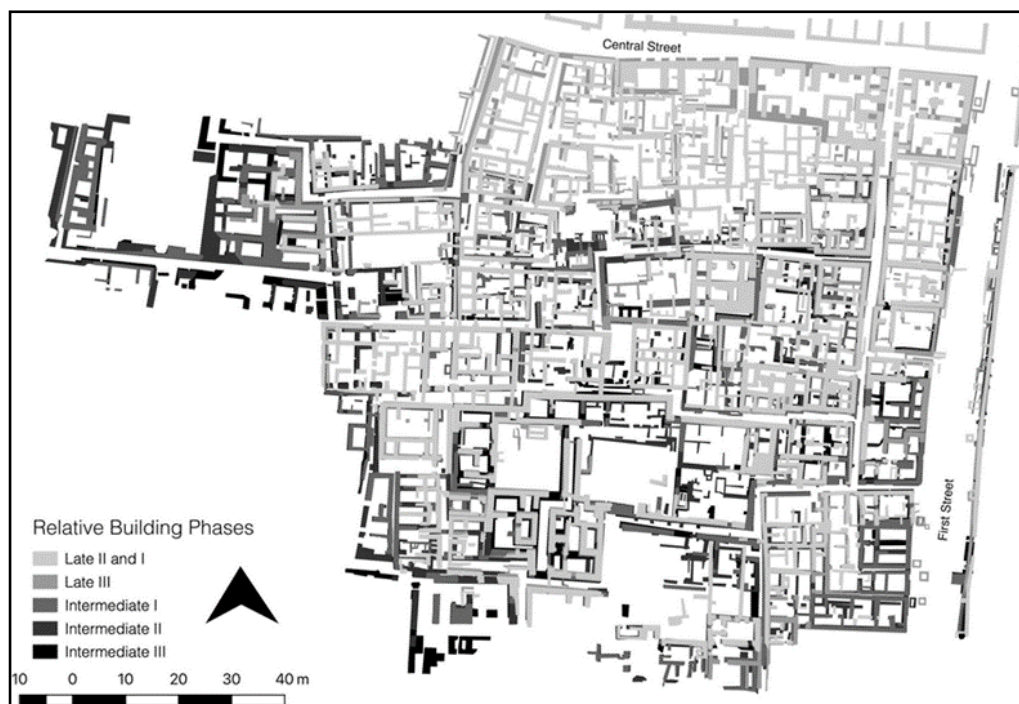 Central Street
First Street
Relative Building Phases
Late II and I
Late III
Intermediate I
Intermediate II
Intermediate III
10 0 10 20 30 40 m